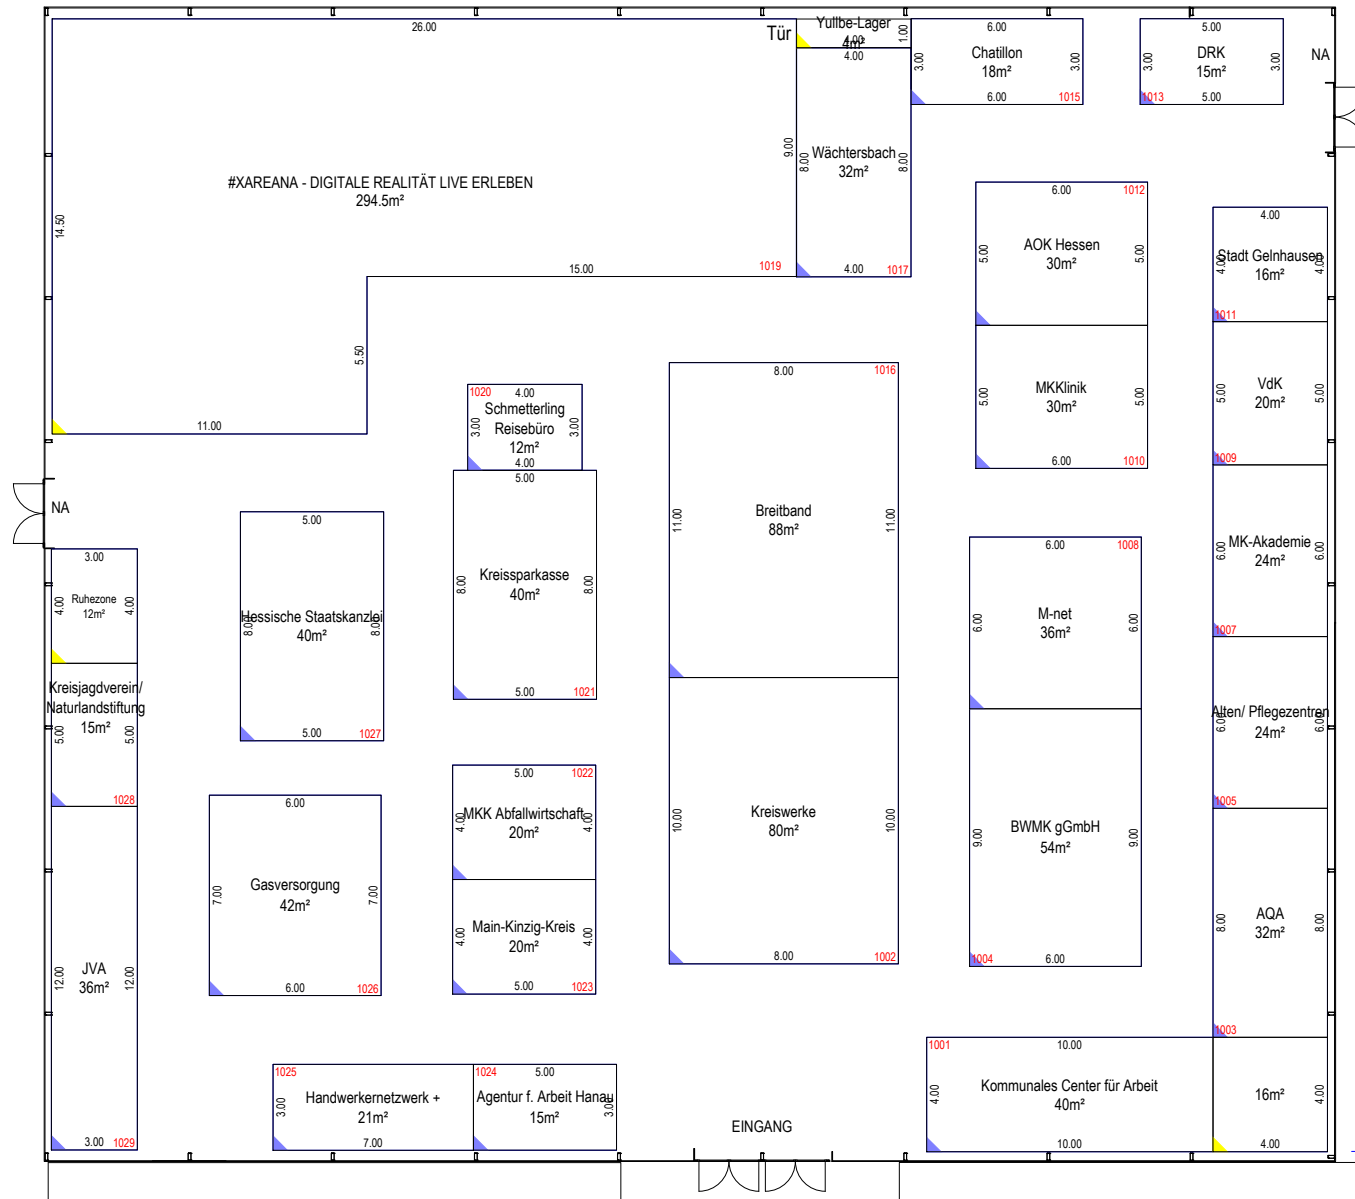 26.00
Tür
Yullbe-Lager
4m²
4.00
1.00
4.00
6.00
Chatillon
18m²
3.00
3.00
6.00
1015
5.00
DRK
15m²
3.00
3.00
1013
5.00
NA
#XAREANA - DIGITALE REALITÄT LIVE ERLEBEN
294.5m²
14.50
15.00
1019
5.50
11.00
9.00
8.00
Wächtersbach
32m²
8.00
4.00
1017
6.00
1012
AOK Hessen
30m²
5.00
5.00
MKKlinik
30m²
5.00
5.00
6.00
1010
4.00
Stadt Gelnhausen
16m²
4.00
4.00
1011
VdK
20m²
5.00
5.00
1009
MK-Akademie
24m²
6.00
6.00
1007
Alten/ Pflegezentren
24m²
6.00
6.00
1005
AQA
32m²
8.00
8.00
1003
1020
4.00
Schmetterling
Reisebüro
12m²
3.00
3.00
4.00
5.00
Kreissparkasse
40m²
8.00
8.00
5.00
1021
8.00
1016
Breitband
88m²
11.00
11.00
Kreiswerke
80m²
10.00
10.00
8.00
1002
6.00
1008
M-net
36m²
6.00
6.00
BWMK gGmbH
54m²
9.00
9.00
1004
6.00
NA
3.00
Ruhezone
12m²
4.00
4.00
Kreisjagdverein/
Naturlandstiftung
15m²
5.00
5.00
1028
JVA
36m²
12.00
12.00
3.00
1029
5.00
Hessische Staatskanzlei
40m²
8.00
8.00
5.00
1027
6.00
Gasversorgung
42m²
7.00
7.00
6.00
1026
5.00
1022
MKK Abfallwirtschaft
20m²
4.00
4.00
Main-Kinzig-Kreis
20m²
4.00
4.00
5.00
1023
1025
Handwerkernetzwerk +
21m²
3.00
7.00
1024
5.00
Agentur f. Arbeit Hanau
15m²
3.00
EINGANG
1001
10.00
Kommunales Center für Arbeit
40m²
4.00
10.00
16m²
4.00
4.00